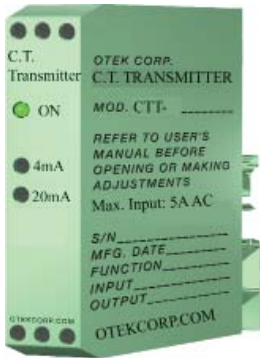 C.T.
Transmitter
ON
4mA
20mA
OTEKCORP.COM
OTEK CORP.
C.T. TRANSMITTER
MOD. CTT-
REFER TO USER'S
MANUAL BEFORE
OPENING OR MAKING
ADJUSTMENTS
Max. Input: 5A AC
S/N
MFG. DATE
FUNCTION
INPUT
OUTPUT
OTEKCORP.COM